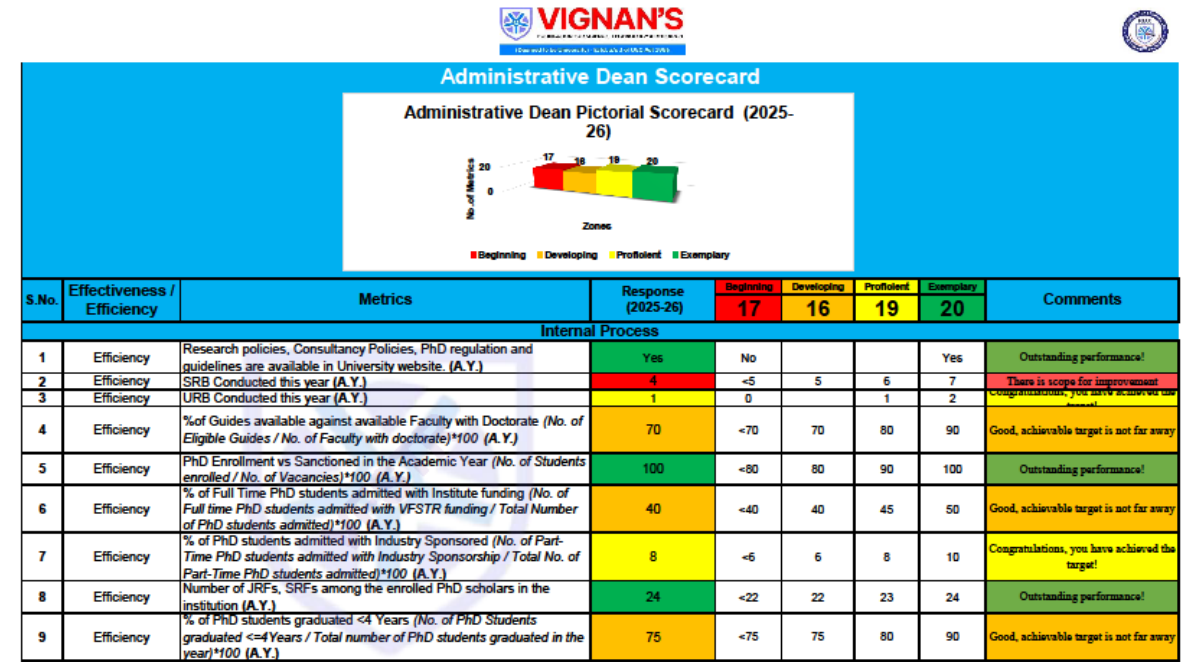 VIGNAN'S
Administrative Dean Scorecard
Administrative Dean Pictorial Scorecard (2025-
26)
No.of Metrics
20
0
17
16
19
20
Zones
Beginning Developing Proficient Exemplary
S.No. Effectiveness / Efficiency Metrics Response (2025-26) Beginning 17 Developing 16 Proficient 19 Exemplary 20 Comments
Internal Process
1 Efficiency Research policies, Consultancy Policies, PhD regulation and
guidelines are available in University website. (A.Y.) Yes No Yes Outstanding performance!
2 Efficiency SRB Conducted this year (A.Y.) 4 <5 5 6 7 There is scope for improvement
3 Efficiency URB Conducted this year (A.Y.) 1 0 1 2 Congratulations, you have achieved the
target!
4 Efficiency %of Guides available against available Faculty with Doctorate (No. of
Eligible Guides / No. of Faculty with doctorate)*100 (A.Y.) 70 <70 70 80 90 Good, achievable target is not far away
5 Efficiency PhD Enrollment vs Sanctioned in the Academic Year (No. of Students
enrolled / No. of Vacancies)*100 (A.Y.) 100 <80 80 90 100 Outstanding performance!
6 Efficiency % of Full Time PhD students admitted with Institute funding (No. of
Full time PhD students admitted with VFSTR funding / Total Number
of PhD students admitted)*100 (A.Y.) 40 <40 40 45 50 Good, achievable target is not far away
7 Efficiency % of PhD students admitted with Industry Sponsored (No. of Part-
Time PhD students admitted with Industry Sponsorship / Total No. of
Part-Time PhD students admitted)*100 (A.Y.) 8 <6 6 8 10 Congratulations, you have achieved the
target!
8 Efficiency Number of JRFs, SRFs among the enrolled PhD scholars in the
institution (A.Y.) 24 <22 22 23 24 Outstanding performance!
9 Efficiency % of PhD students graduated <4 Years (No. of PhD Students
graduated <=4Years / Total number of PhD students graduated in the
year)*100 (A.Y.) 75 <75 75 80 90 Good, achievable target is not far away